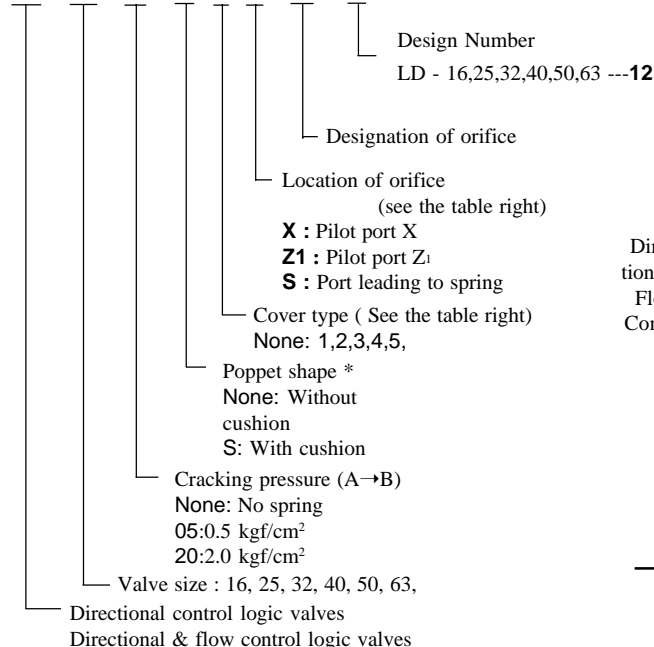 Design Number
LD - 16,25,32,40,50,63 ---12
Designation of orifice
Location of orifice
(see the table right)
X : Pilot port X
Z1 : Pilot port Z1
S : Port leading to spring
Cover type ( See the table right)
None: 1,2,3,4,5,
Poppet shape *
None: Without
cushion
S: With cushion
Cracking pressure (A→B)
None: No spring
05:0.5 kgf/cm²
20:2.0 kgf/cm²
Valve size : 16, 25, 32, 40, 50, 63,
Directional control logic valves
Directional & flow control logic valves
Dir
tion
Flo
Con